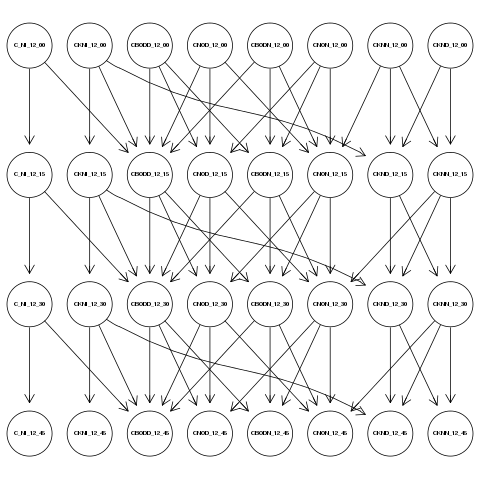 C_NI_12_00 CKNI_12_00 CBODD_12_00 CNOD_12_00 CBODN_12_00 CNON_12_00 CKNN_12_00 CKND_12_00
C_NI_12_15 CKNI_12_15 CBODD_12_15 CNOD_12_15 CBODN_12_15 CNON_12_15 CKND_12_15 CKNN_12_15
C_NI_12_30 CKNI_12_30 CBODD_12_30 CNOD_12_30 CBODN_12_30 CNON_12_30 CKND_12_30 CKNN_12_30
C_NI_12_45 CKNI_12_45 CBODD_12_45 CNOD_12_45 CBODN_12_45 CNON_12_45 CKND_12_45 CKNN_12_45